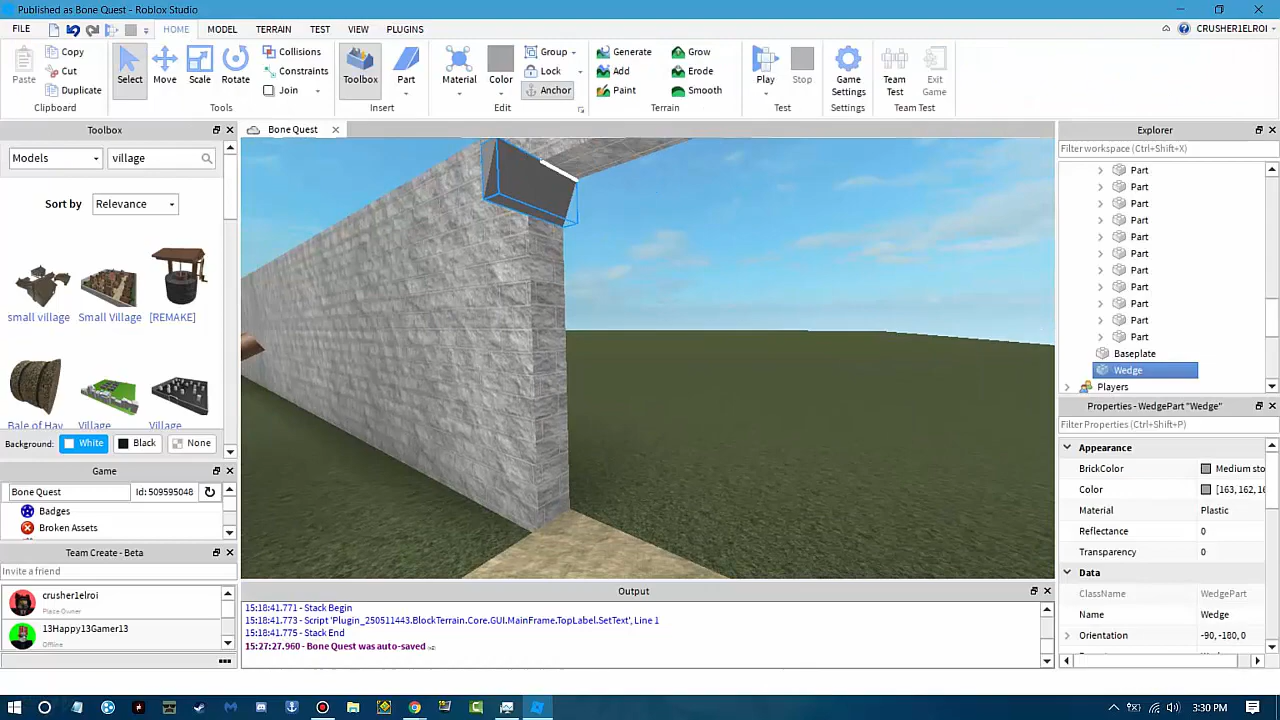 Published as Bone Quest - Roblox Studio
FILE HOME MODEL TERRAIN TEST VIEW PLUGINS CRUSHER1ELROI
Paste Copy Cut Duplicate
Clipboard
Select Move Scale Rotate Collisions Constraints Join
Tools
Toolbox Part
Insert
Material Color Group Lock Anchor
Edit
Generate Add Paint Grow Erode Smooth
Terrain
Play Stop
Test
Game Settings
Settings
Team Test Exit Game
Team Test
Toolbox
Models village
Sort by Relevance
small village Small Village [REMAKE]
Bale of Hay Village Village
Background: White Black None
Game
Bone Quest Id: 509595048
Badges
Broken Assets
Team Create - Beta
Invite a friend
crusher1elroi
Place Owner
13Happy13Gamer13
Offline
Bone Quest
Output
15:18:41.771 - Stack Begin
15:18:41.773 - Script 'Plugin_250511443.BlockTerrain.Core.GUI.MainFrame.TopLabel.SetText', Line 1
15:18:41.775 - Stack End
15:27:27.960 - Bone Quest was auto-saved
Explorer
Filter workspace (Ctrl+Shift+X)
Part
Part
Part
Part
Part
Part
Part
Part
Part
Part
Part
Baseplate
Wedge
Players
Properties - WedgePart "Wedge"
Filter Properties (Ctrl+Shift+P)
Appearance
BrickColor Medium sto
Color [163, 162, 16
Material Plastic
Reflectance 0
Transparency 0
Data
ClassName WedgePart
Name Wedge
Orientation -90, -180, 0
3:30 PM